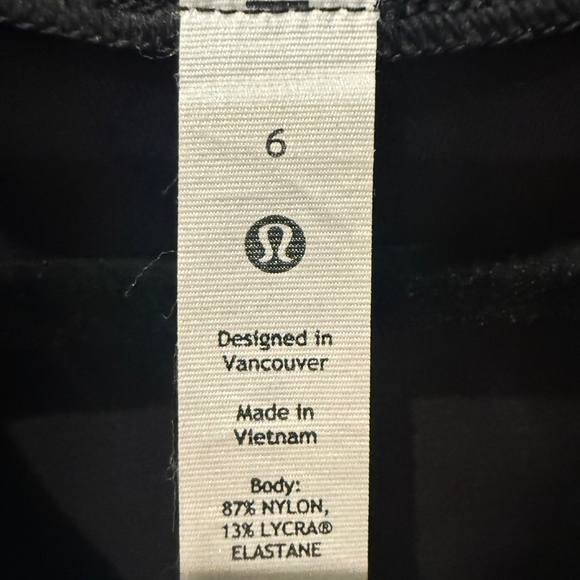 6
Designed in
Vancouver
Made in
Vietnam
Body:
87% NYLON,
13% LYCRA®
ELASTANE